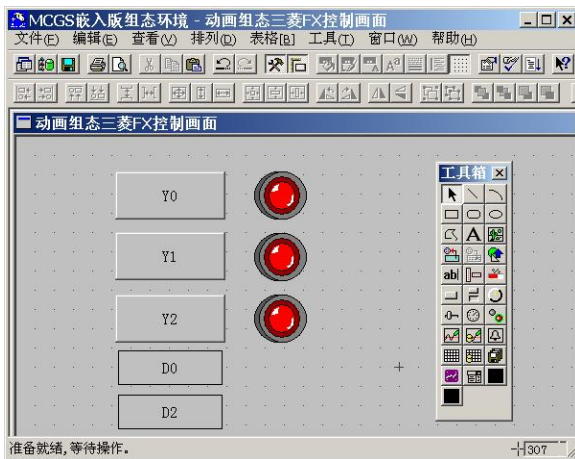 MCGS嵌入版组态环境 - 动画组态三菱FX控制画面
文件(F) 编辑(E) 查看(V) 排列(D) 表格[B] 工具(T) 窗口(W) 帮助(H)
动画组态三菱FX控制画面
工具箱
Y0
Y1
Y2
D0
D2
A
ab
准备就绪,等待操作。
307